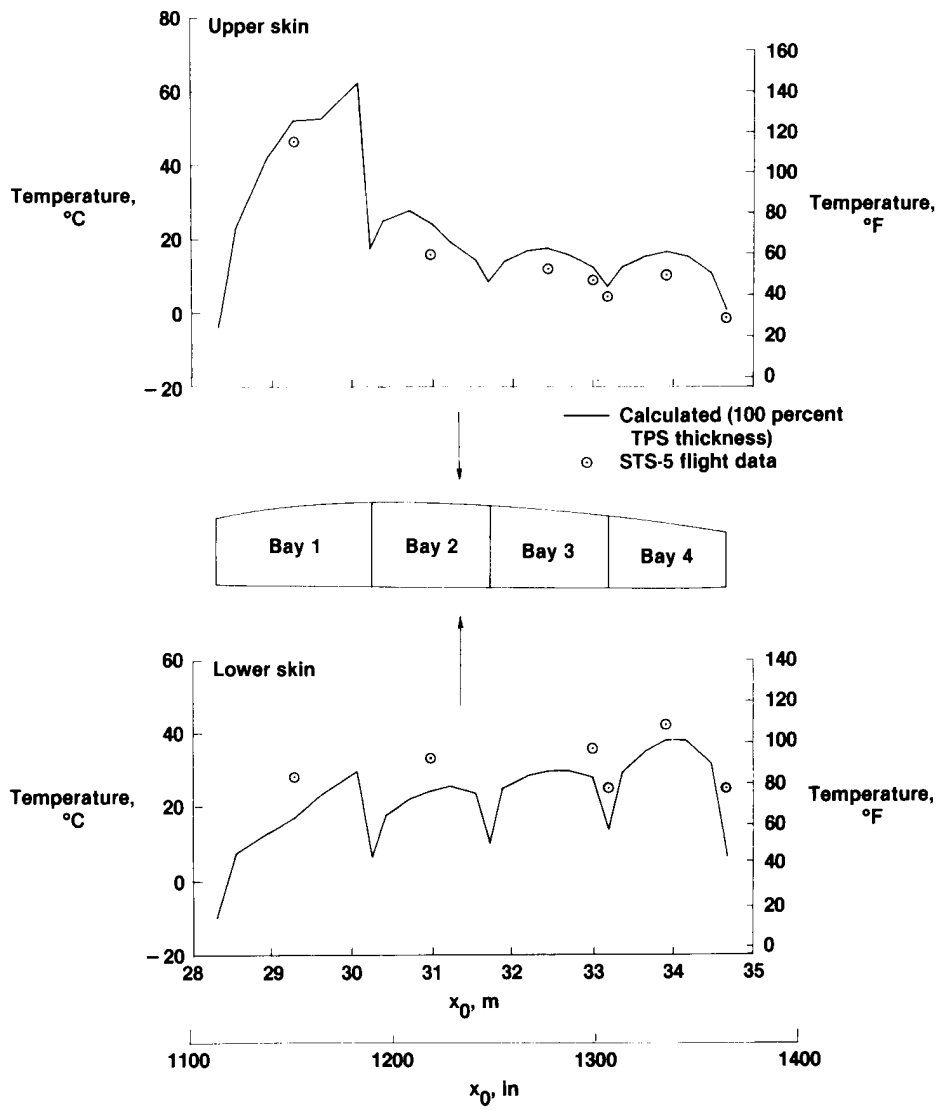 Upper skin
80
60
40
20
0
−20
Temperature,
°C
160
140
120
100
80
60
40
20
0
Temperature,
°F
Calculated (100 percent
TPS thickness)
STS-5 flight data
Bay 1
Bay 2
Bay 3
Bay 4
Lower skin
60
40
20
0
−20
Temperature,
°C
140
120
100
80
60
40
20
0
Temperature,
°F
28 29 30 31 32 33 34 35
x0, m
1100 1200 1300 1400
x0, in